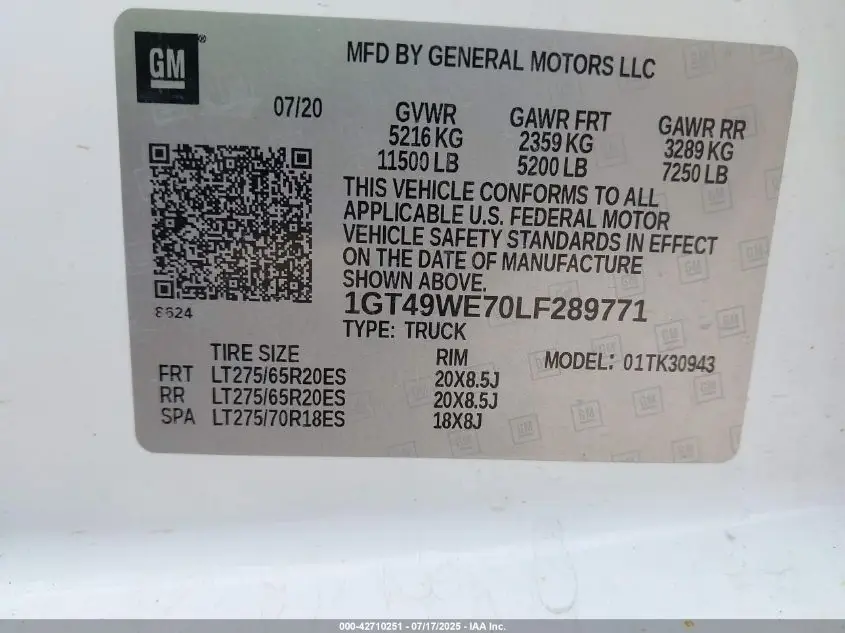 GM
MFD BY GENERAL MOTORS LLC
07/20
GVWR
5216 KG
11500 LB
GAWR FRT
2359 KG
5200 LB
GAWR RR
3289 KG
7250 LB
THIS VEHICLE CONFORMS TO ALL
APPLICABLE U.S. FEDERAL MOTOR
VEHICLE SAFETY STANDARDS IN EFFECT
ON THE DATE OF MANUFACTURE
SHOWN ABOVE.
8624
1GT49WE70LF289771
TYPE: TRUCK
TIRE SIZE RIM MODEL: 01TK30943
FRT LT275/65R20ES 20X8.5J
RR LT275/65R20ES 20X8.5J
SPA LT275/70R18ES 18X8J
000-42710251 - 07/17/2025 - IAA Inc.